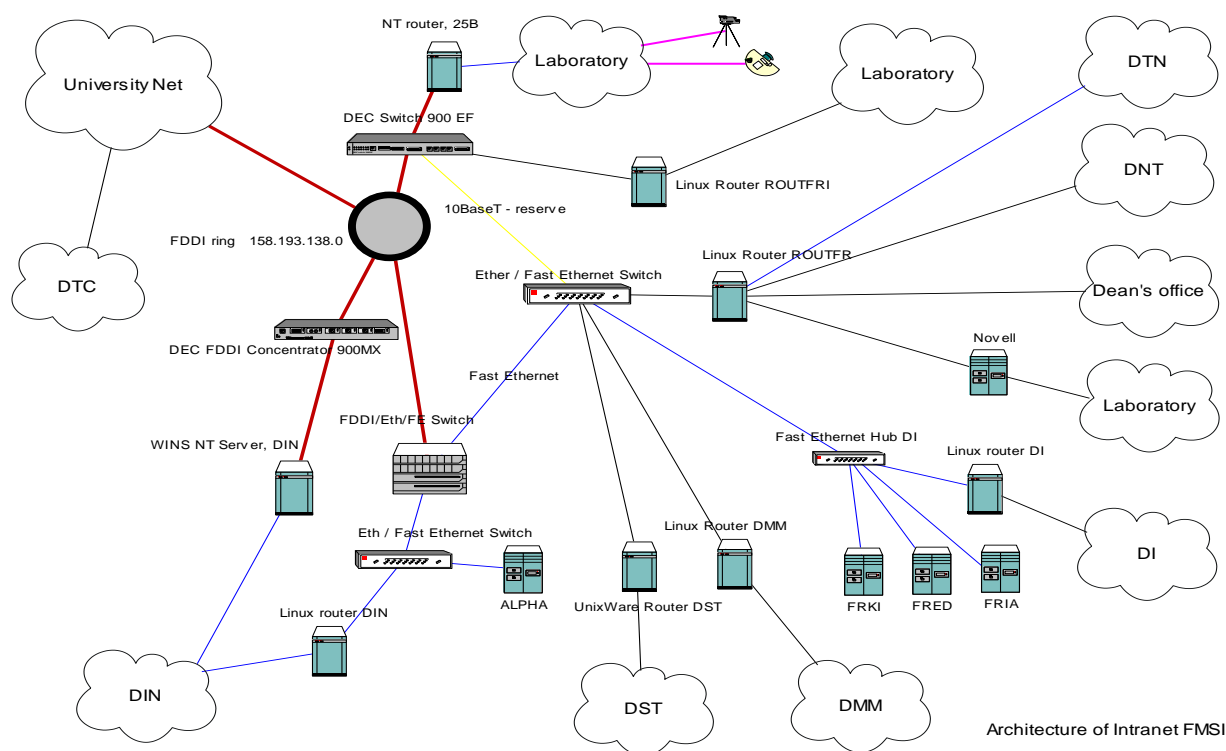 NT router, 25B
University Net
Laboratory
Laboratory
DTN
DEC Switch 900 EF
Linux Router ROUTFRI
DNT
10BaseT - reserve
FDDI ring 158.193.138.0
Linux Router ROUTFR
Ether / Fast Ethernet Switch
DTC
Dean's office
DEC FDDI Concentrator 900MX
Novell
Fast Ethernet
Laboratory
FDDI/Eth/FE Switch
WINS NT Server, DIN
Fast Ethernet Hub DI
Linux router DI
Eth / Fast Ethernet Switch
Linux Router DMM
DI
ALPHA
UnixWare Router DST
FRKI
FRED
FRIA
Linux router DIN
DIN
DST
DMM
Architecture of Intranet FMSI